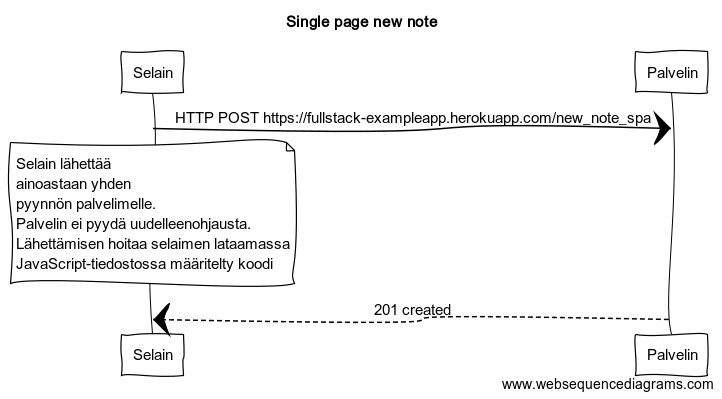 Single page new note
Selain
Palvelin
HTTP POST https://fullstack-exampleapp.herokuapp.com/new_note_spa
Selain lähettää
ainoastaan yhden
pyynnön palvelimelle.
Palvelin ei pyydä uudelleenohjausta.
Lähettämisen hoitaa selaimen lataamassa
JavaScript-tiedostossa määritelty koodi
201 created
Selain
Palvelin
www.websequencediagrams.com